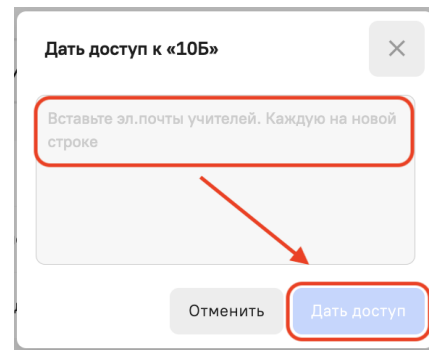 Дать доступ к «10Б»
Вставьте эл.почты учителей. Каждую на новой
строке
Отменить
Дать доступ